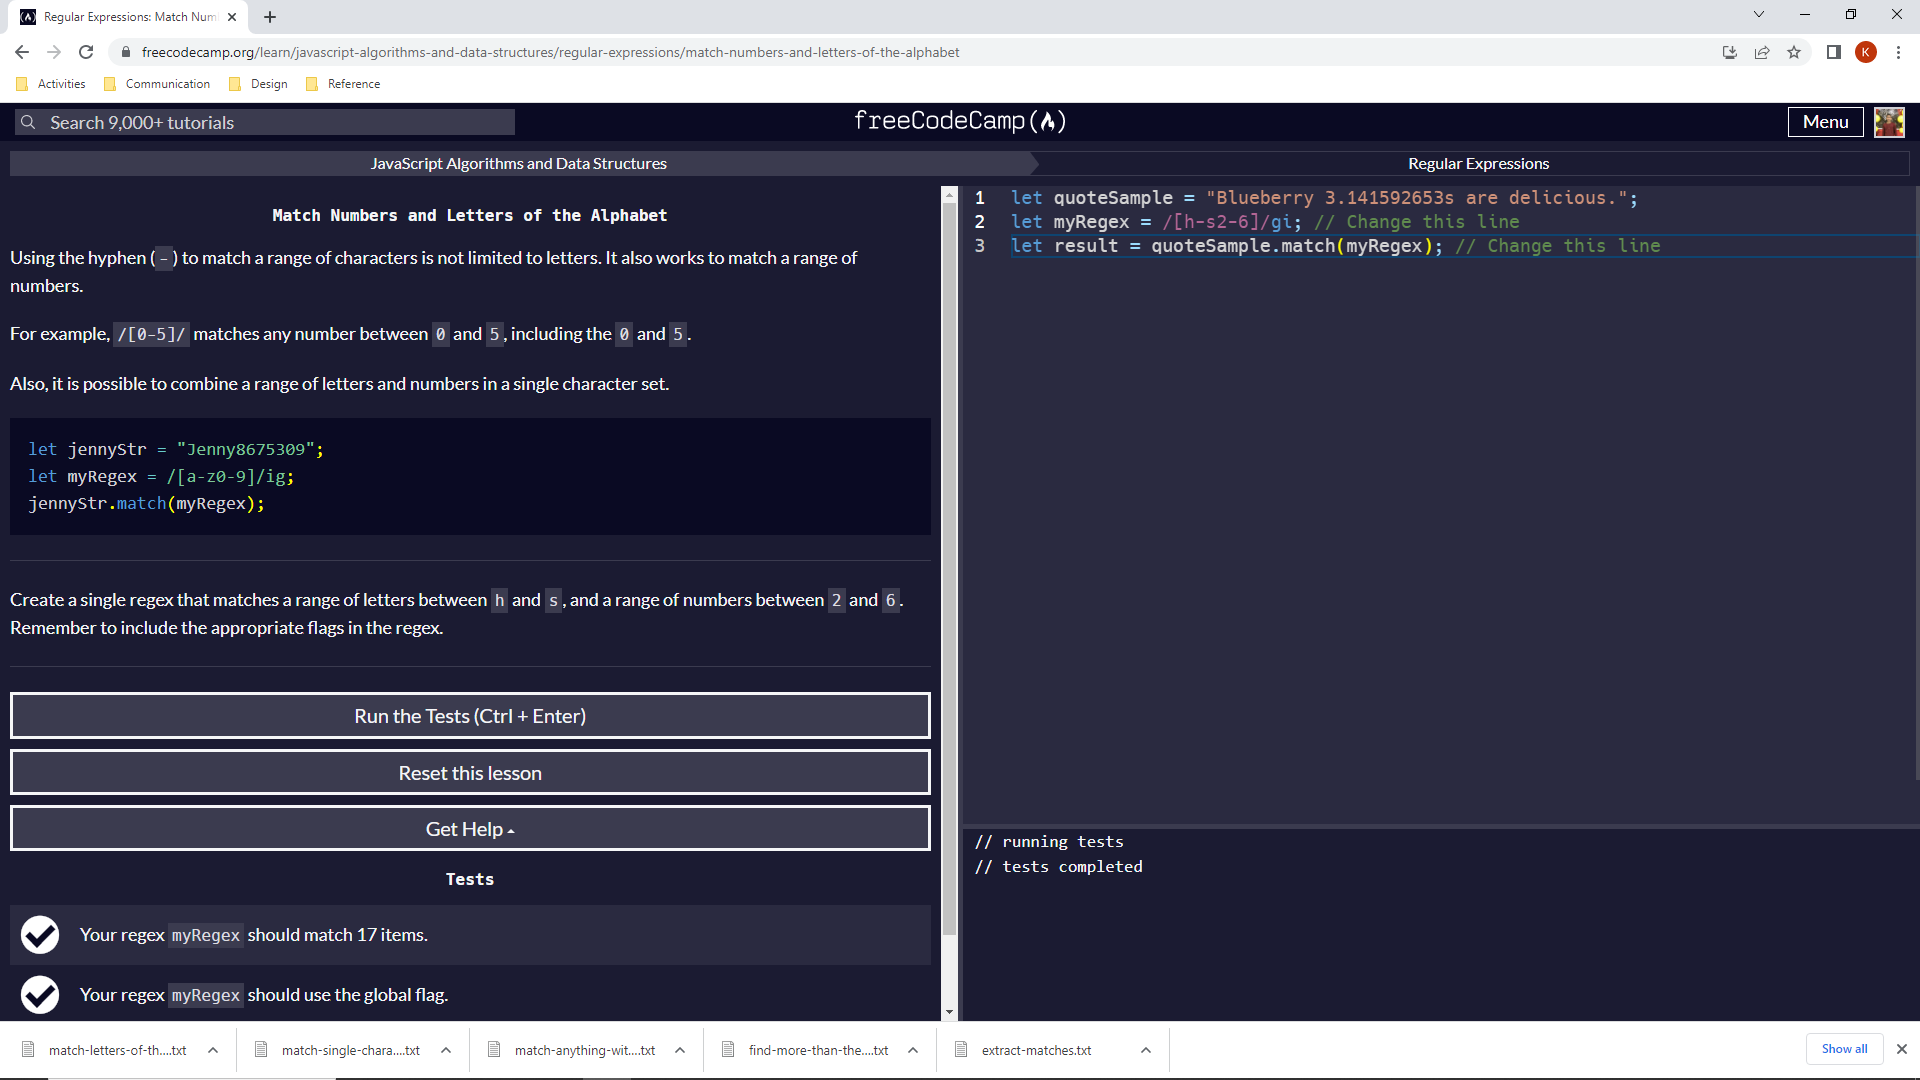 Regular Expressions: Match Num
freecodecamp.org/learn/javascript-algorithms-and-data-structures/regular-expressions/match-numbers-and-letters-of-the-alphabet
K
Activities
Communication
Design
Reference
Search 9,000+ tutorials
freeCodeCamp
Menu
JavaScript Algorithms and Data Structures
Regular Expressions
Match Numbers and Letters of the Alphabet
Using the hyphen (-) to match a range of characters is not limited to letters. It also works to match a range of
numbers.
For example, /[0-5]/ matches any number between 0 and 5, including the 0 and 5.
Also, it is possible to combine a range of letters and numbers in a single character set.
let jennyStr = "Jenny8675309";
let myRegex = /[a-z0-9]/ig;
jennyStr.match(myRegex);
Create a single regex that matches a range of letters between h and s, and a range of numbers between 2 and 6.
Remember to include the appropriate flags in the regex.
Run the Tests (Ctrl + Enter)
Reset this lesson
Get Help
Tests
Your regex myRegex should match 17 items.
Your regex myRegex should use the global flag.
1 let quoteSample = "Blueberry 3.141592653s are delicious.";
2 let myRegex = /[h-s2-6]/gi; // Change this line
3 let result = quoteSample.match(myRegex); // Change this line
// running tests
// tests completed
match-letters-of-th....txt
match-single-chara....txt
match-anything-wit....txt
find-more-than-the....txt
extract-matches.txt
Show all